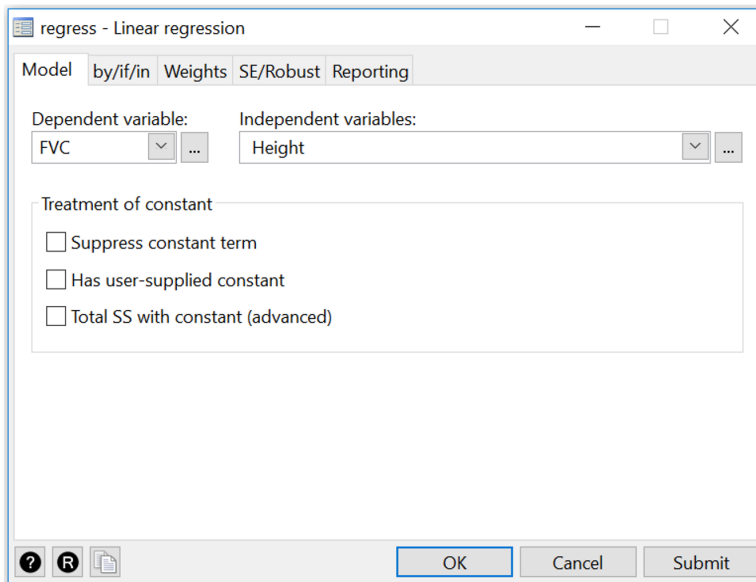 regress - Linear regression
Model by/if/in Weights SE/Robust Reporting
Dependent variable: Independent variables:
FVC ... Height ...
Treatment of constant
Suppress constant term
Has user-supplied constant
Total SS with constant (advanced)
? R OK Cancel Submit